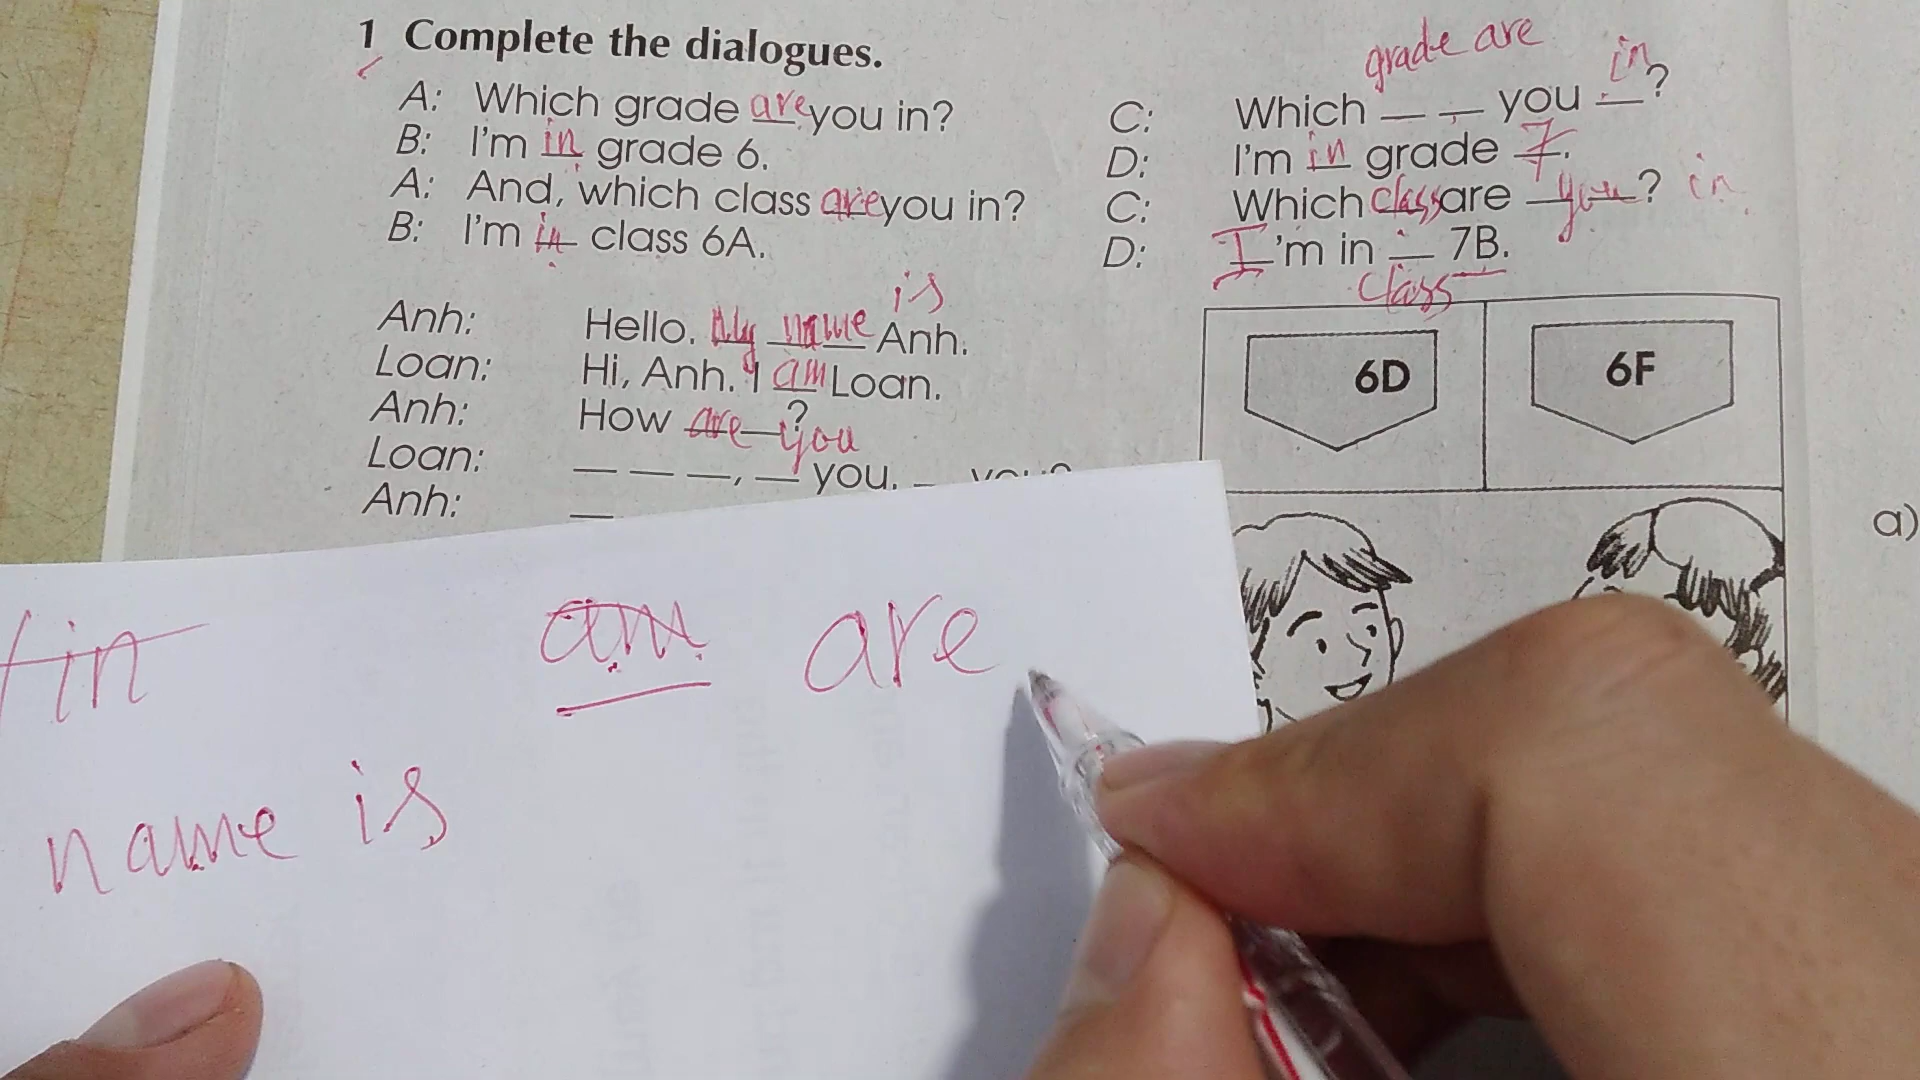 1 Complete the dialogues.
A: Which grade are you in?
B: I'm in grade 6.
A: And, which class are you in?
B: I'm in class 6A.
Anh: Hello. My name is Anh.
Loan: Hi, Anh. I am Loan.
Anh: How are you?
Loan: _ _ _, _ you. _ you?
Anh: _
C: Which grade are you in?
D: I'm in grade 7.
C: Which class are you? in
D: I'm in class 7B.
6D
6F
a)
in
am are
name is